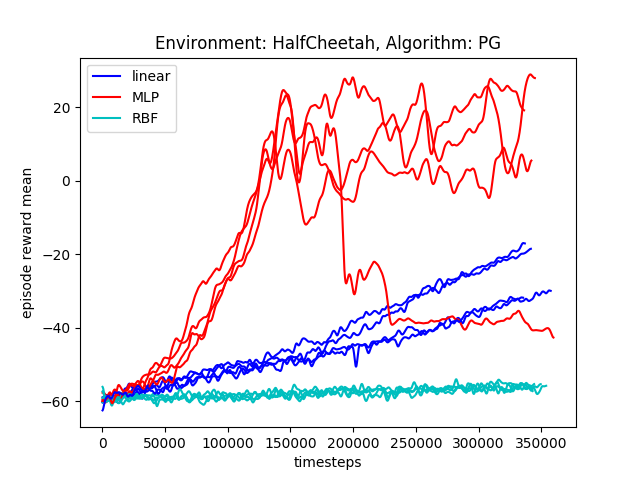 Environment: HalfCheetah, Algorithm: PG
linear
MLP
RBF
episode reward mean
20
0
−20
−40
−60
0 50000 100000 150000 200000 250000 300000 350000
timesteps